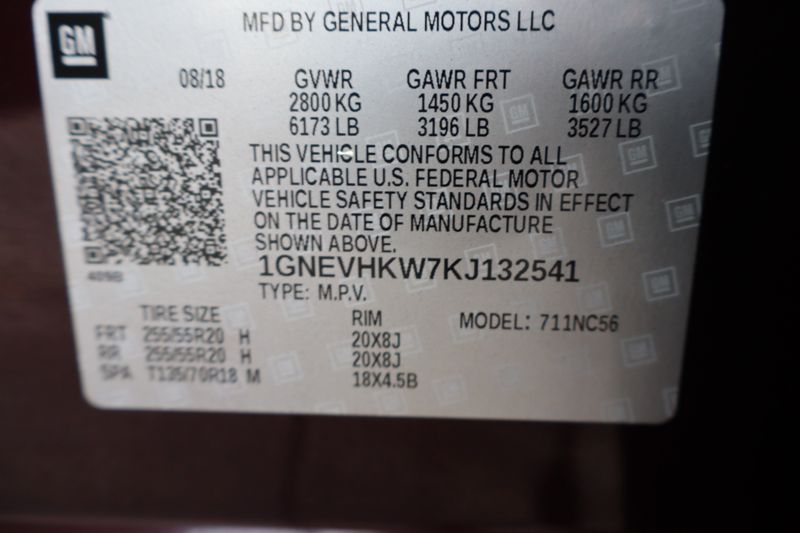 GM
MFD BY GENERAL MOTORS LLC
08/18 GVWR GAWR FRT GAWR RR
2800 KG 1450 KG 1600 KG
6173 LB 3196 LB 3527 LB
THIS VEHICLE CONFORMS TO ALL
APPLICABLE U.S. FEDERAL MOTOR
VEHICLE SAFETY STANDARDS IN EFFECT
ON THE DATE OF MANUFACTURE
SHOWN ABOVE.
409B
1GNEVHKW7KJ132541
TYPE: M.P.V.
TIRE SIZE RIM MODEL: 711NC56
FRT 255/55R20 H 20X8J
RR 255/55R20 H 20X8J
SPA T135/70R18 M 18X4.5B